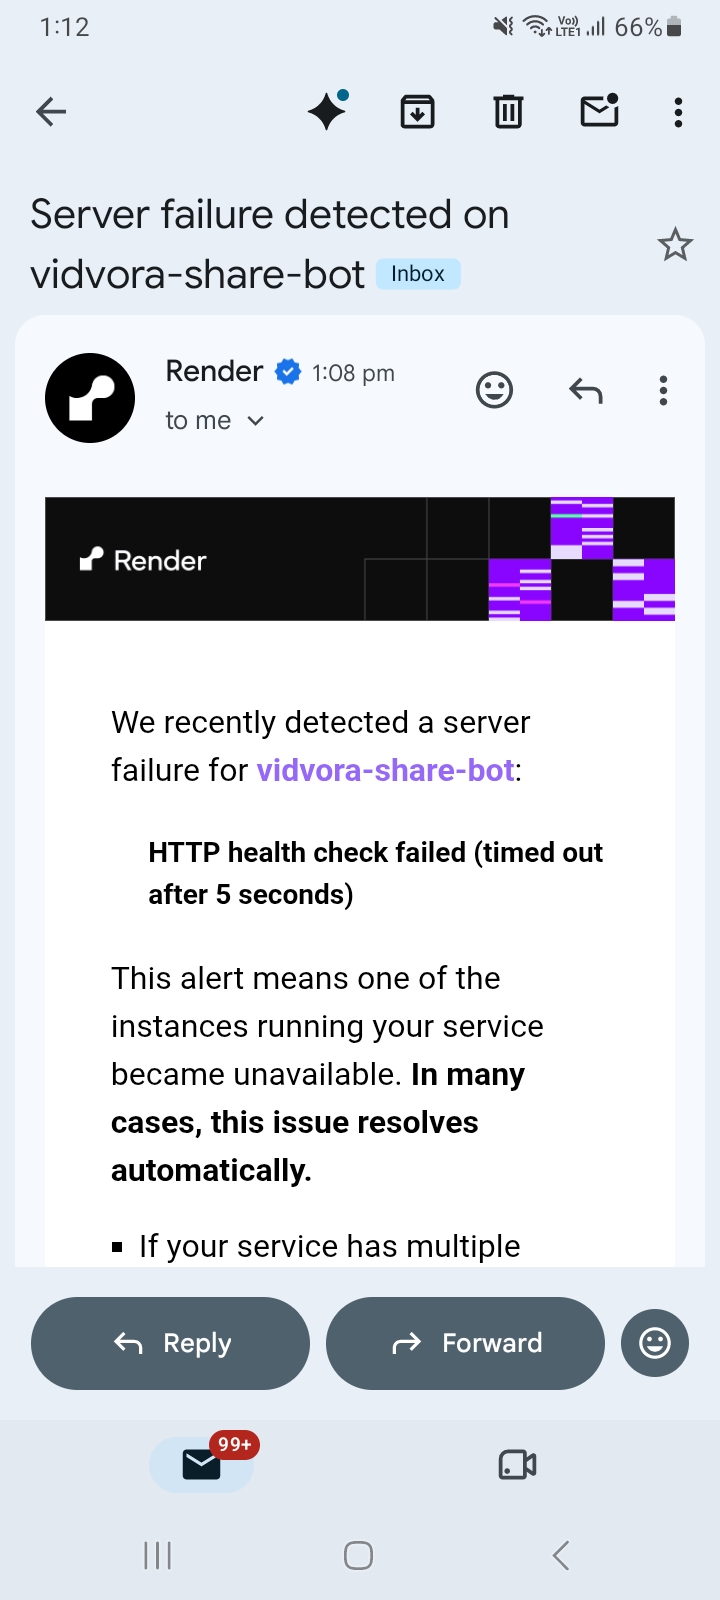 1:12
Vo))
LTE1
66%
Server failure detected on
vidvora-share-bot Inbox
Render 1:08 pm
to me
Render
We recently detected a server
failure for vidvora-share-bot:
HTTP health check failed (timed out
after 5 seconds)
This alert means one of the
instances running your service
became unavailable. In many
cases, this issue resolves
automatically.
▪ If your service has multiple
Reply
Forward
99+